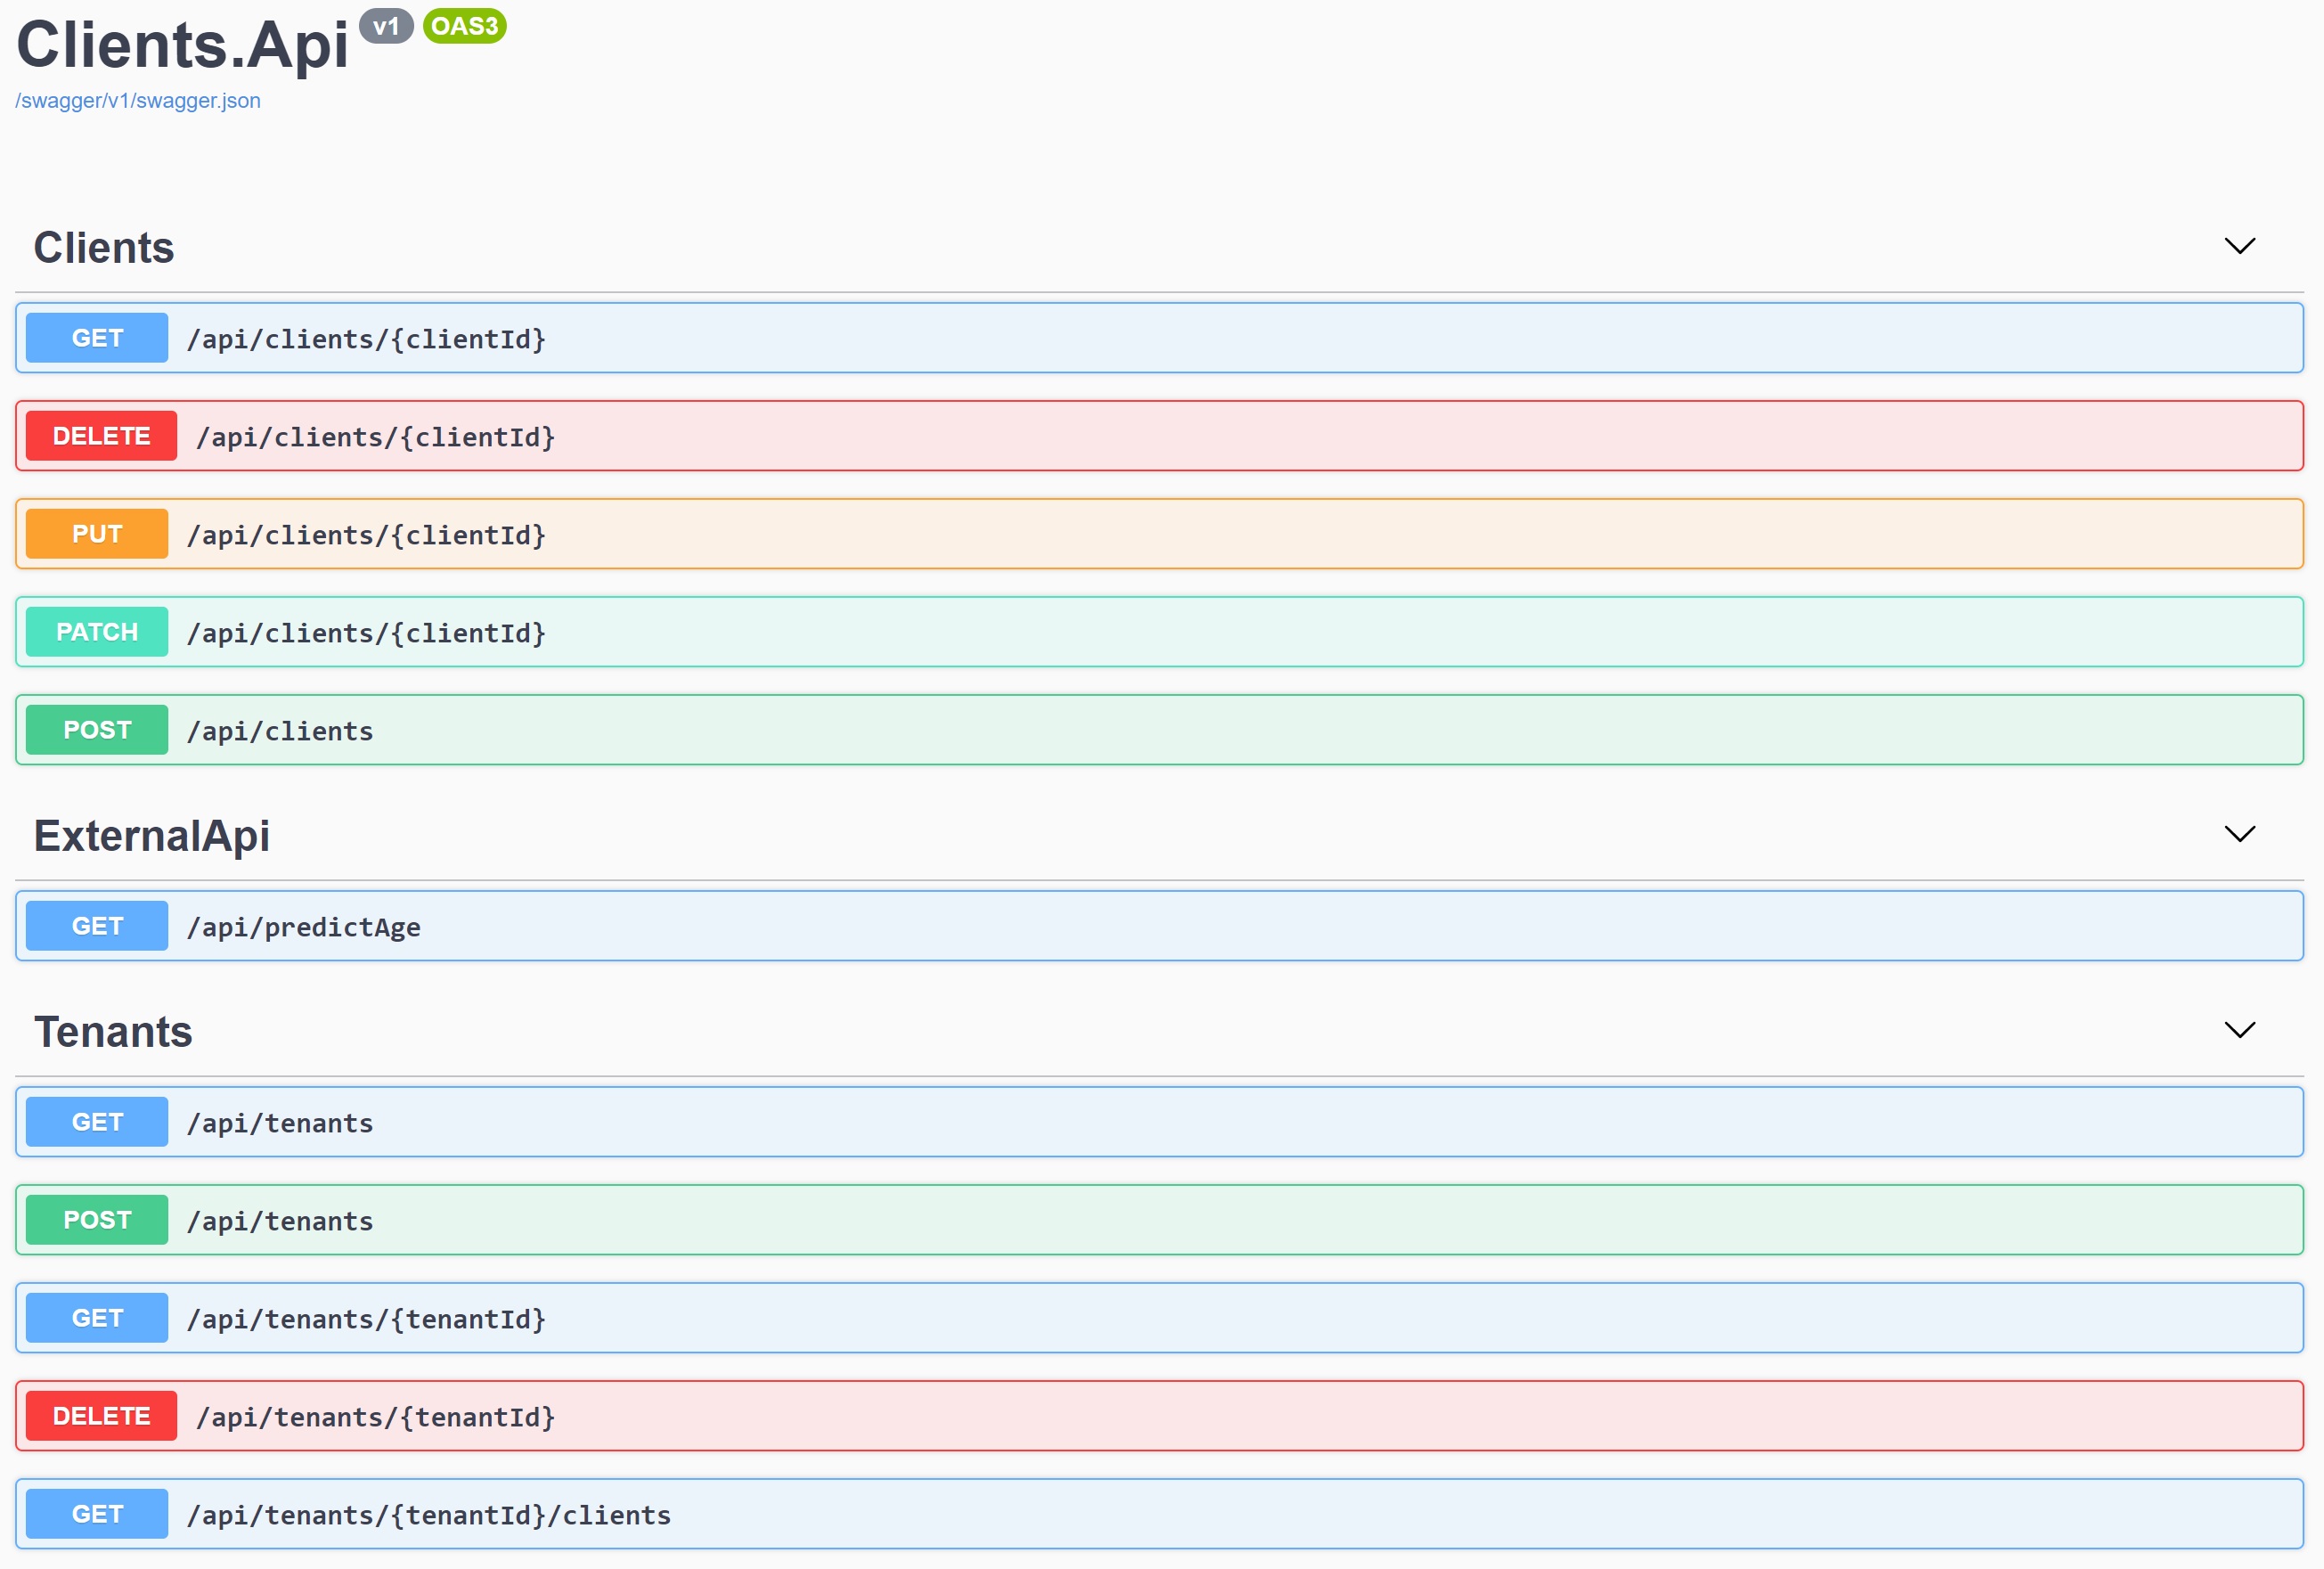 Clients.Api v1 OAS3
/swagger/v1/swagger.json
Clients
GET /api/clients/{clientId}
DELETE /api/clients/{clientId}
PUT /api/clients/{clientId}
PATCH /api/clients/{clientId}
POST /api/clients
ExternalApi
GET /api/predictAge
Tenants
GET /api/tenants
POST /api/tenants
GET /api/tenants/{tenantId}
DELETE /api/tenants/{tenantId}
GET /api/tenants/{tenantId}/clients